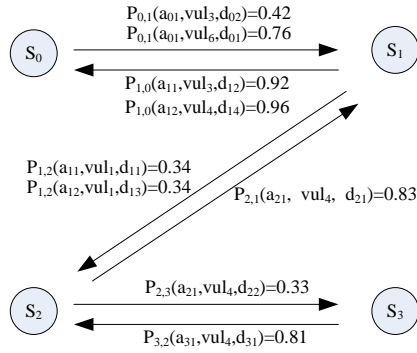 P0,1(a01,vul3,d02)=0.42
P0,1(a01,vul6,d01)=0.76
S0
S1
P1,0(a11,vul3,d12)=0.92
P1,0(a12,vul4,d14)=0.96
P1,2(a11,vul1,d11)=0.34
P1,2(a12,vul1,d13)=0.34
P2,1(a21, vul4, d21)=0.83
S2
P2,3(a21,vul4,d22)=0.33
S3
P3,2(a31,vul4,d31)=0.81